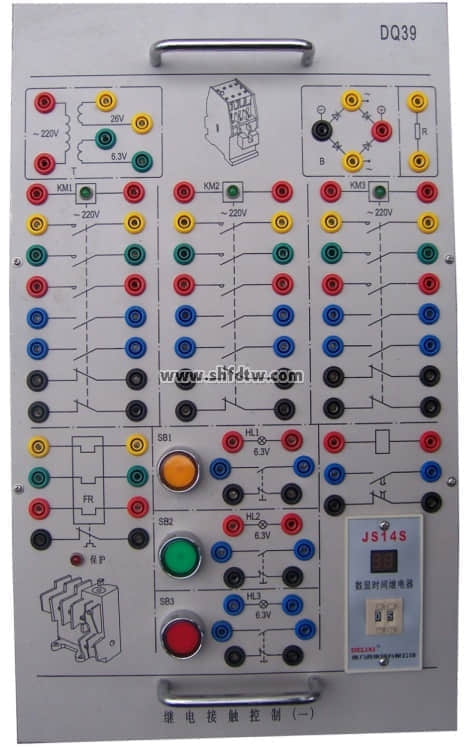 DQ39
~220V
26V
6.3V
T
~
B
~
R
KM1
~220V
KM2
~220V
KM3
~220V
www.shfdtw.com
FR
保护
SB1
HL1
6.3V
SB2
HL2
6.3V
SB3
HL3
6.3V
JS14S
数显时间继电器
DELIXI
继电接触控制(一)